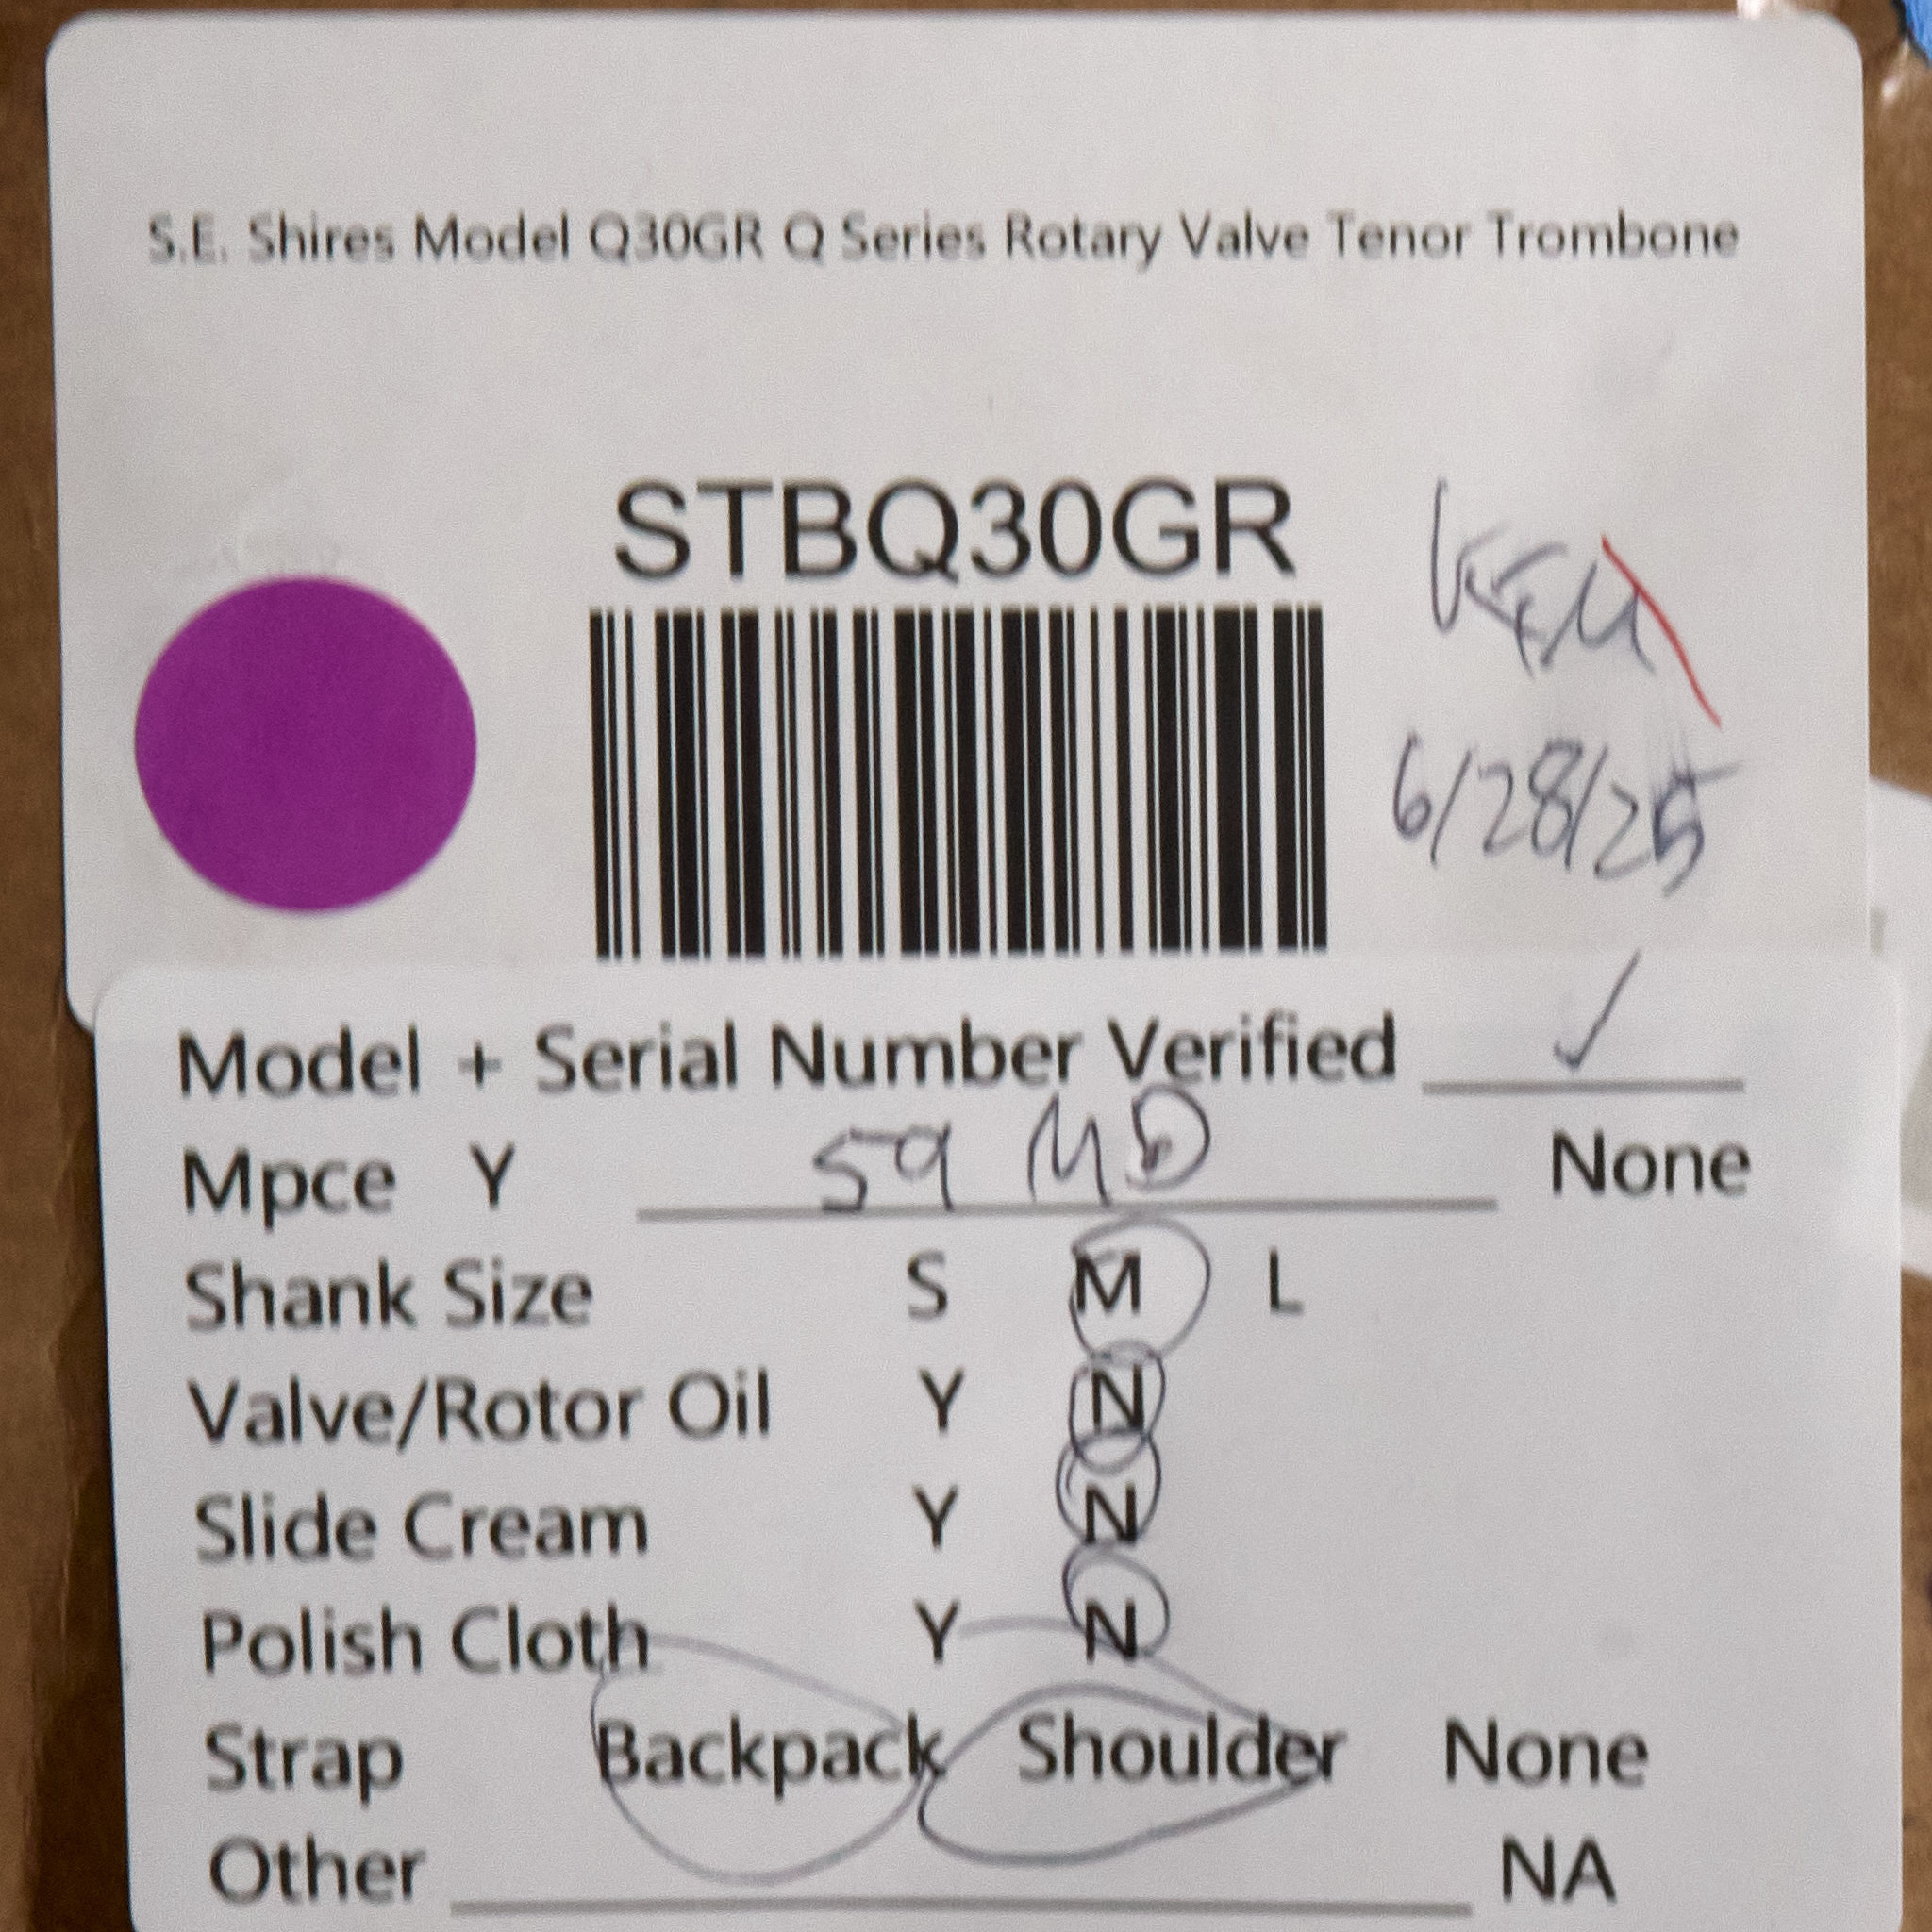 S.E. Shires Model Q30GR Q Series Rotary Valve Tenor Trombone
STBQ30GR
6/28/25
Model + Serial Number Verified ✓
Mpce Y 59 MD None
Shank Size S M L
Valve/Rotor Oil Y N
Slide Cream Y N
Polish Cloth Y N
Strap Backpack Shoulder None
Other NA